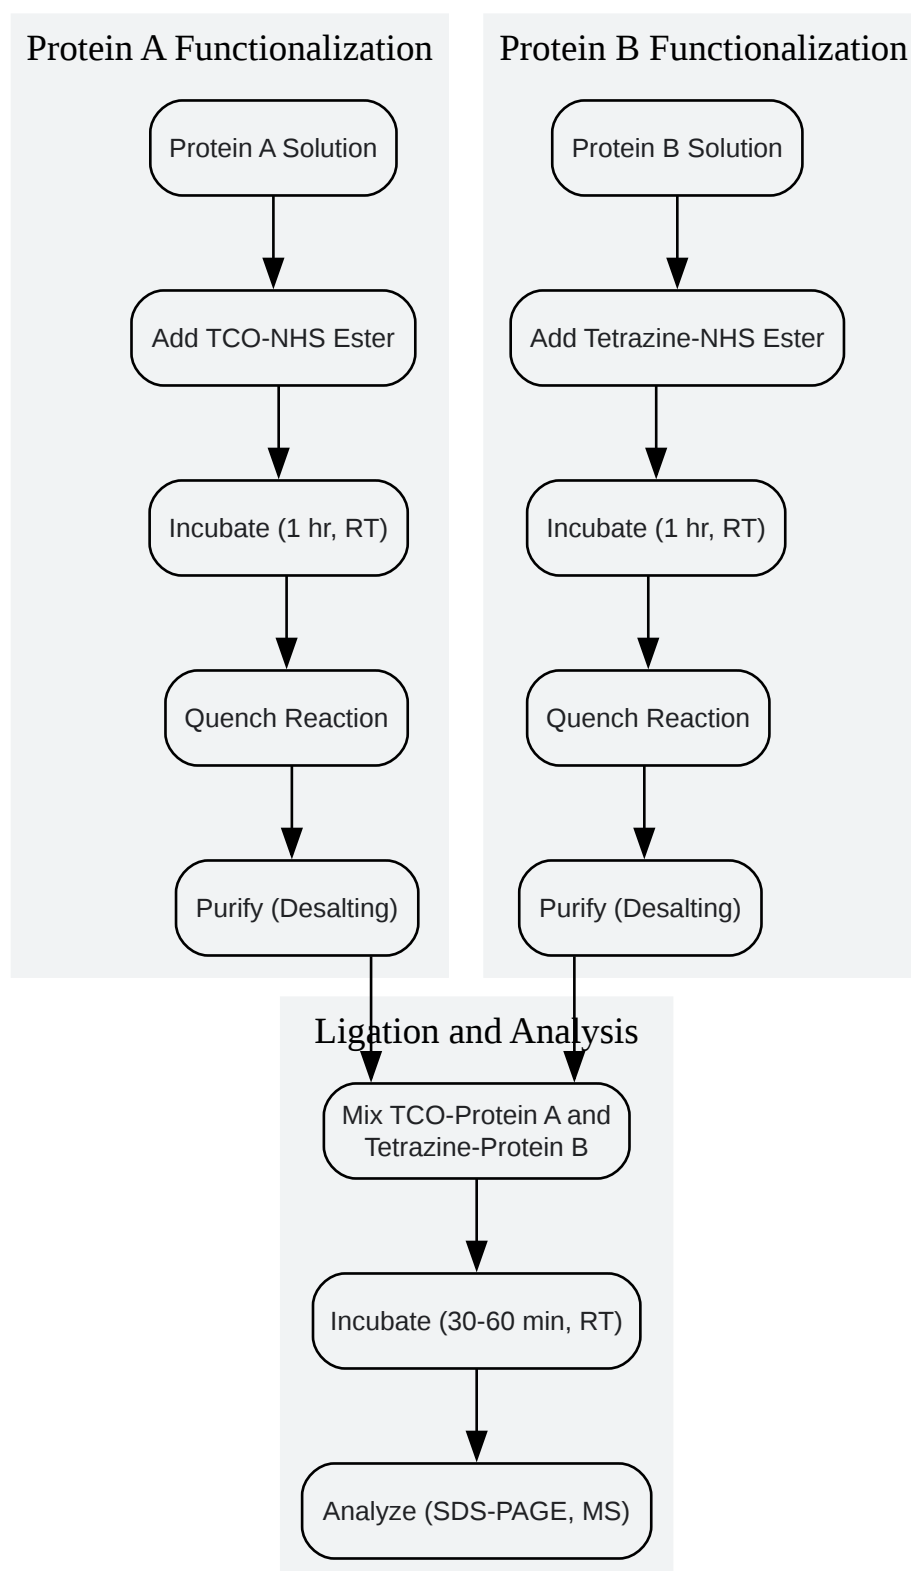 Protein A Functionalization
Protein A Solution
Add TCO-NHS Ester
Incubate (1 hr, RT)
Quench Reaction
Purify (Desalting)
Protein B Functionalization
Protein B Solution
Add Tetrazine-NHS Ester
Incubate (1 hr, RT)
Quench Reaction
Purify (Desalting)
Ligation and Analysis
Mix TCO-Protein A and
Tetrazine-Protein B
Incubate (30-60 min, RT)
Analyze (SDS-PAGE, MS)